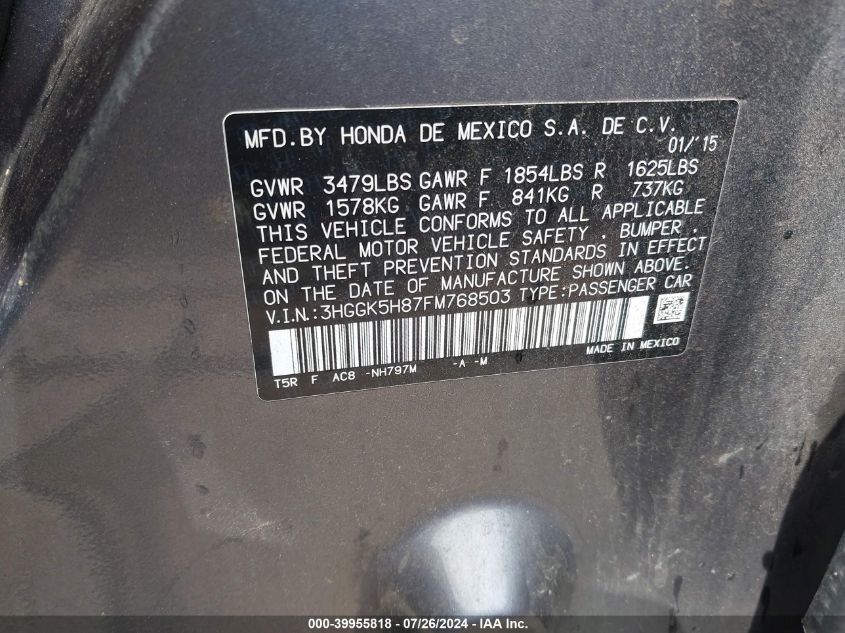 MFD.BY HONDA DE MEXICO S.A. DE C.V.
01/'15
GVWR 3479LBS GAWR F 1854LBS R 1625LBS
GVWR 1578KG GAWR F 841KG R 737KG
THIS VEHICLE CONFORMS TO ALL APPLICABLE
FEDERAL MOTOR VEHICLE SAFETY . BUMPER .
AND THEFT PREVENTION STANDARDS IN EFFECT
ON THE DATE OF MANUFACTURE SHOWN ABOVE.
V.I.N.:3HGGK5H87FM768503 TYPE:PASSENGER CAR
T5R F AC8 -NH797M -A -M 0 MADE IN MEXICO
000-39955818 - 07/26/2024 - IAA Inc.